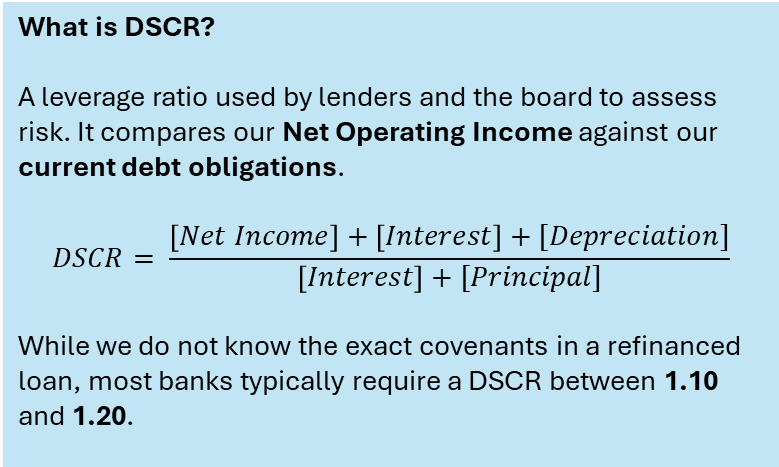 What is DSCR?
A leverage ratio used by lenders and the board to assess
risk. It compares our Net Operating Income against our
current debt obligations.
DSCR = [Net Income] + [Interest] + [Depreciation]
[Interest] + [Principal]
While we do not know the exact covenants in a refinanced
loan, most banks typically require a DSCR between 1.10
and 1.20.